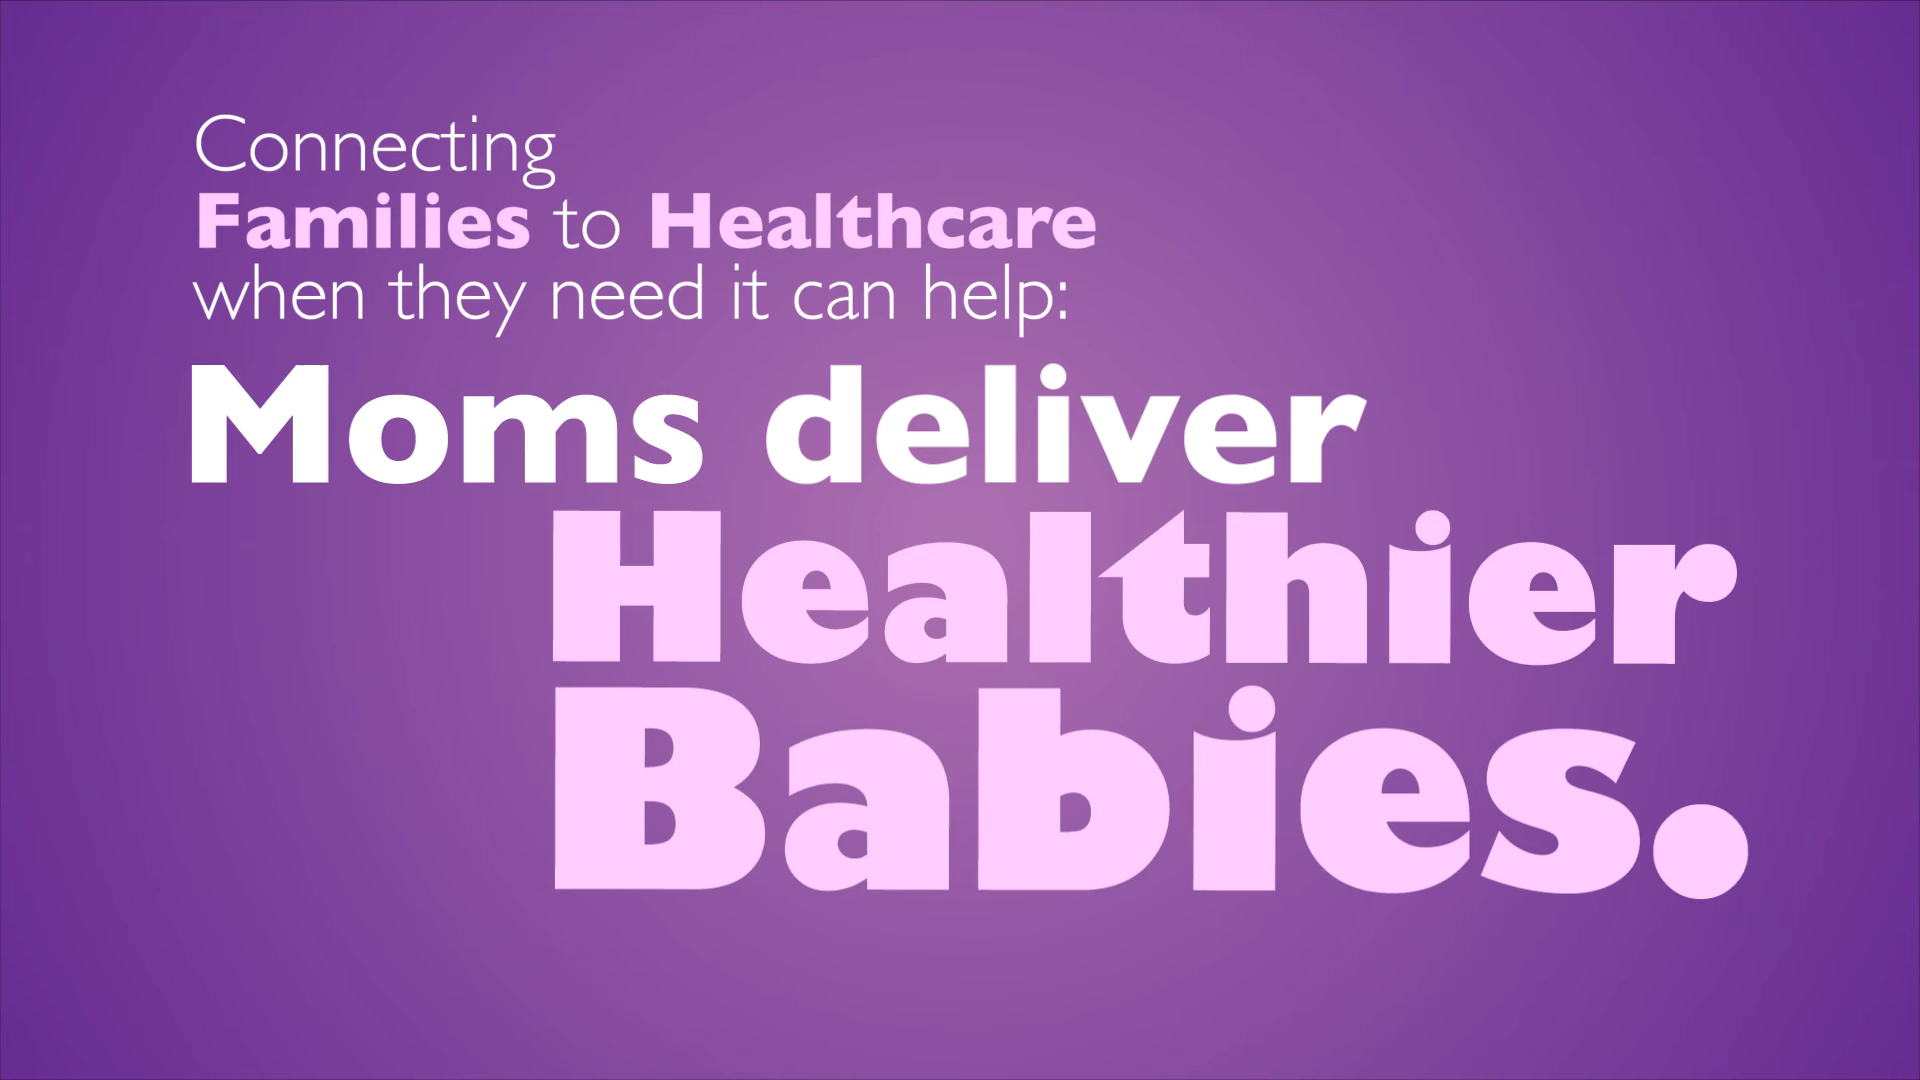 Connecting
Families to Healthcare
when they need it can help:
Moms deliver
Healthier
Babies.